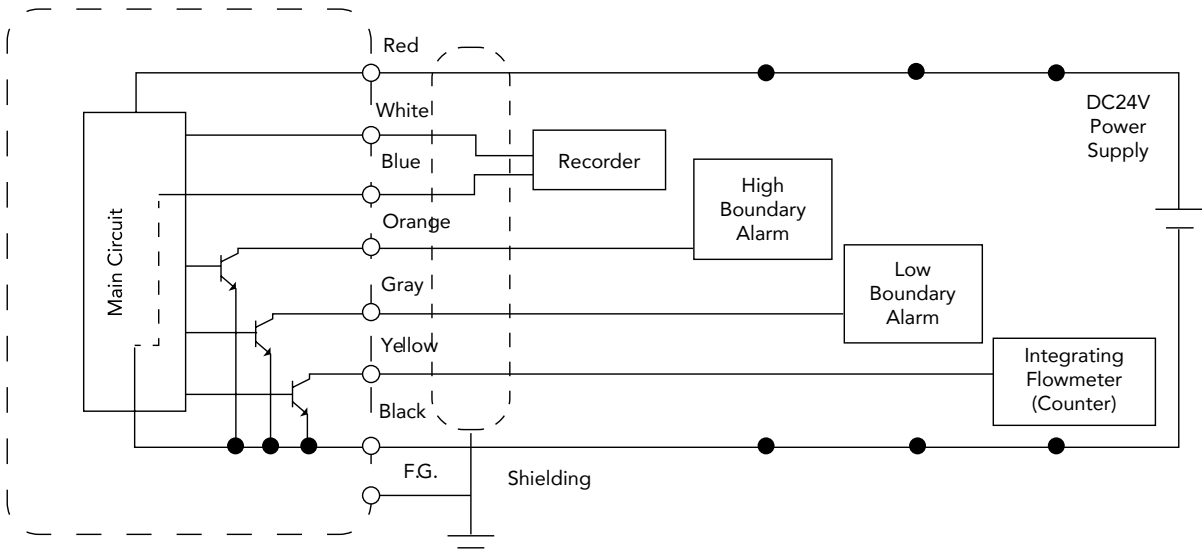 Red
White
Blue
Orange
Gray
Yellow
Black
F.G.
Main Circuit
Shielding
Recorder
High
Boundary
Alarm
Low
Boundary
Alarm
Integrating
Flowmeter
(Counter)
DC24V
Power
Supply